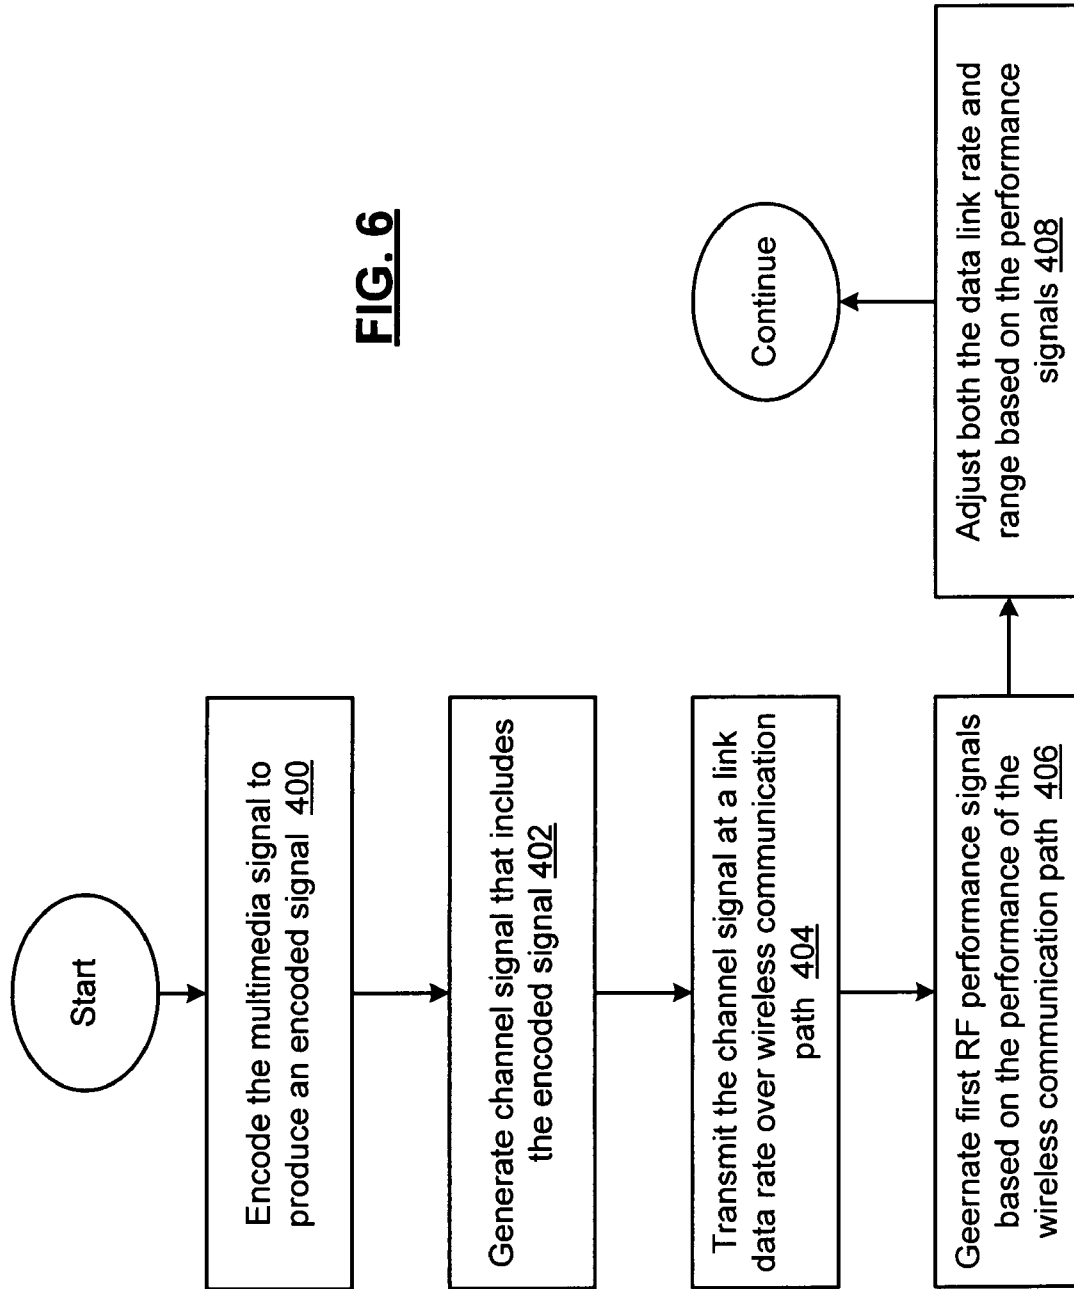 Start
Encode the multimedia signal to
produce an encoded signal 400
Generate channel signal that includes
the encoded signal 402
Transmit the channel signal at a link
data rate over wireless communication
path 404
Geernate first RF performance signals
based on the performance of the
wireless communication path 406
Adjust both the data link rate and
range based on the performance
signals 408
Continue
FIG. 6